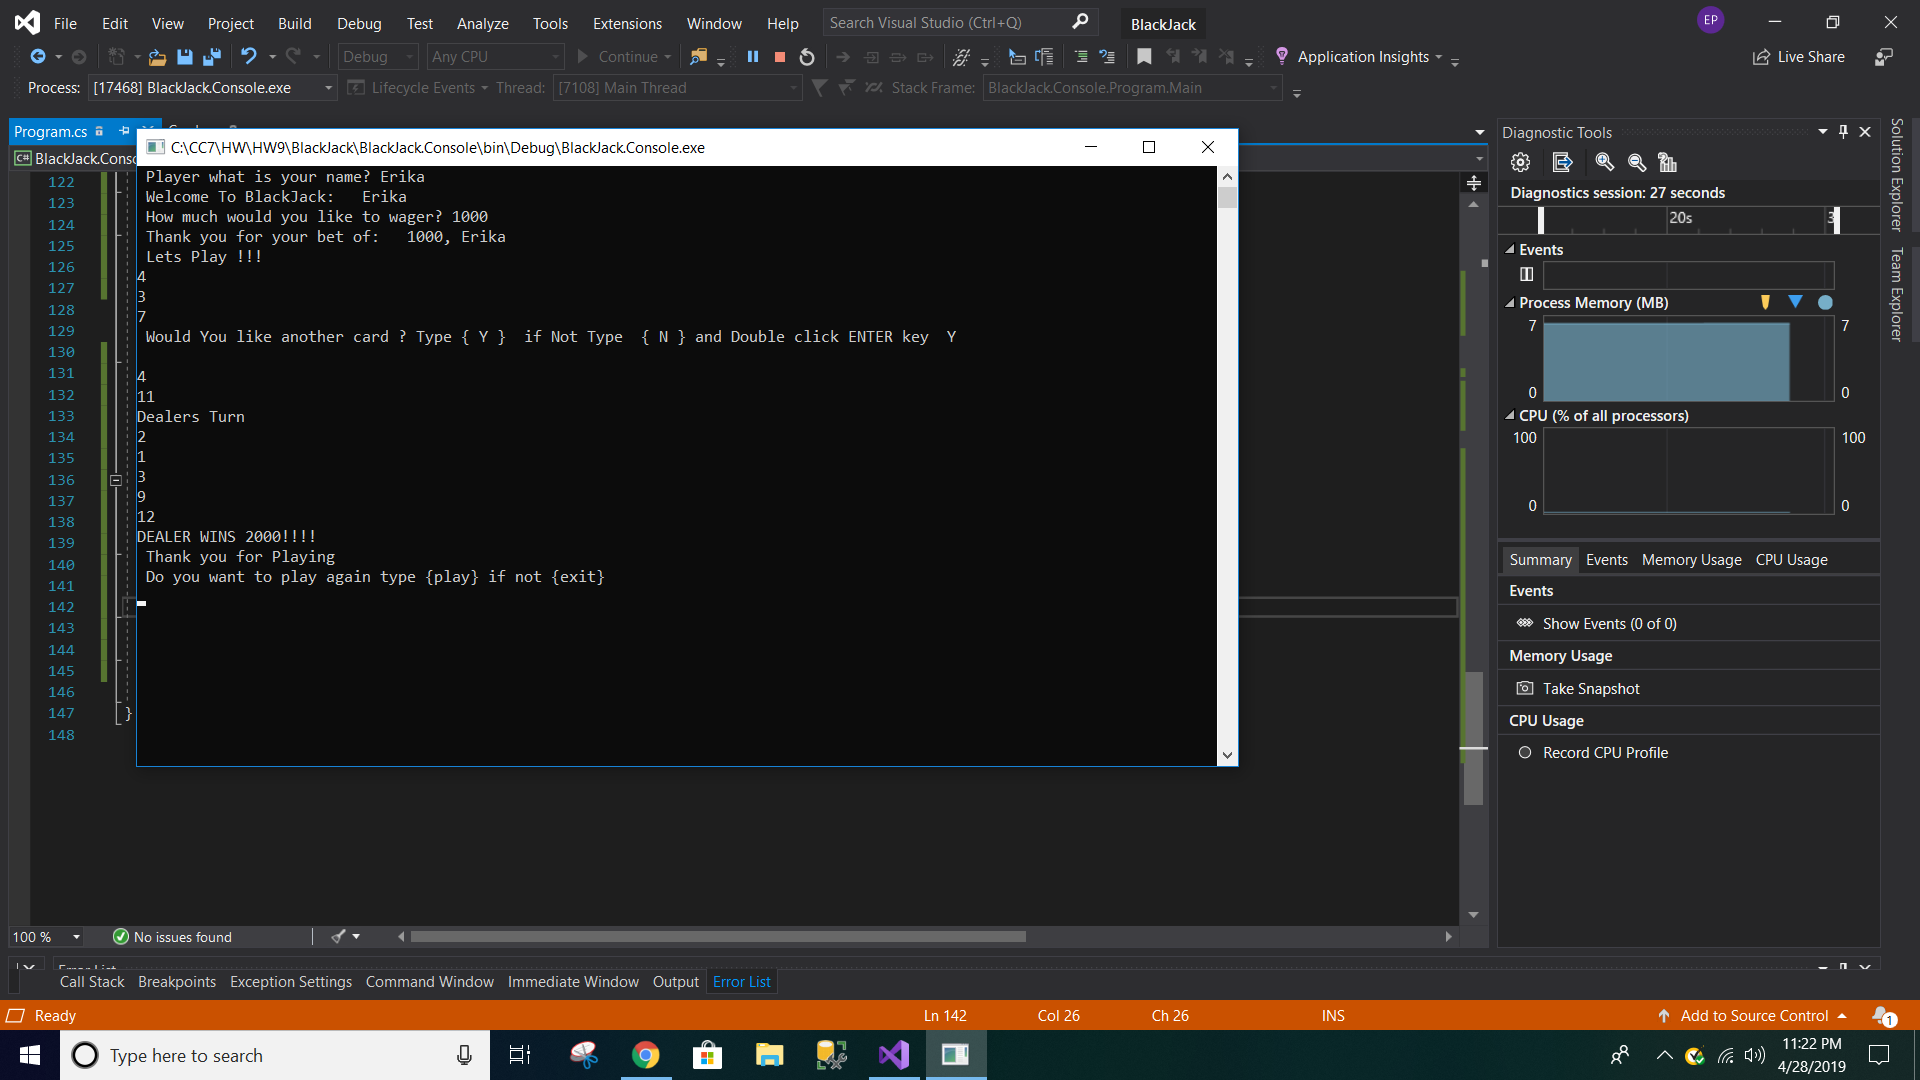 File Edit View Project Build Debug Test Analyze Tools Extensions Window Help Search Visual Studio (Ctrl+Q) BlackJack EP
Debug Any CPU Continue Application Insights Live Share
Process: [17468] BlackJack.Console.exe Lifecycle Events Thereby: Thread: [7108] Main Thread Stack Frame: BlackJack.Console.Program.Main
Program.cs
C# BlackJack.Conso
C:\CC7\HW\HW9\BlackJack\BlackJack.Console\bin\Debug\BlackJack.Console.exe
Player what is your name? Erika
Welcome To BlackJack:   Erika
How much would you like to wager? 1000
Thank you for your bet of:   1000, Erika
Lets Play !!!
4
3
7
Would You like another card ? Type { Y }  if Not Type  { N } and Double click ENTER key  Y
4
11
Dealers Turn
2
1
3
9
12
DEALER WINS 2000!!!!
Thank you for Playing
Do you want to play again type {play} if not {exit}
122
123
124
125
126
127
128
129
130
131
132
133
134
135
136
137
138
139
140
141
142
143
144
145
146
147 }
148
Diagnostic Tools
Diagnostics session: 27 seconds
20s 3
Events
Process Memory (MB)
7 7
0 0
CPU (% of all processors)
100 100
0 0
Summary Events Memory Usage CPU Usage
Events
Show Events (0 of 0)
Memory Usage
Take Snapshot
CPU Usage
Record CPU Profile
Solution Explorer
Team Explorer
100 % No issues found
Error List
Call Stack Breakpoints Exception Settings Command Window Immediate Window Output Error List
Ready Ln 142 Col 26 Ch 26 INS Add to Source Control 1
Type here to search
11:22 PM
4/28/2019